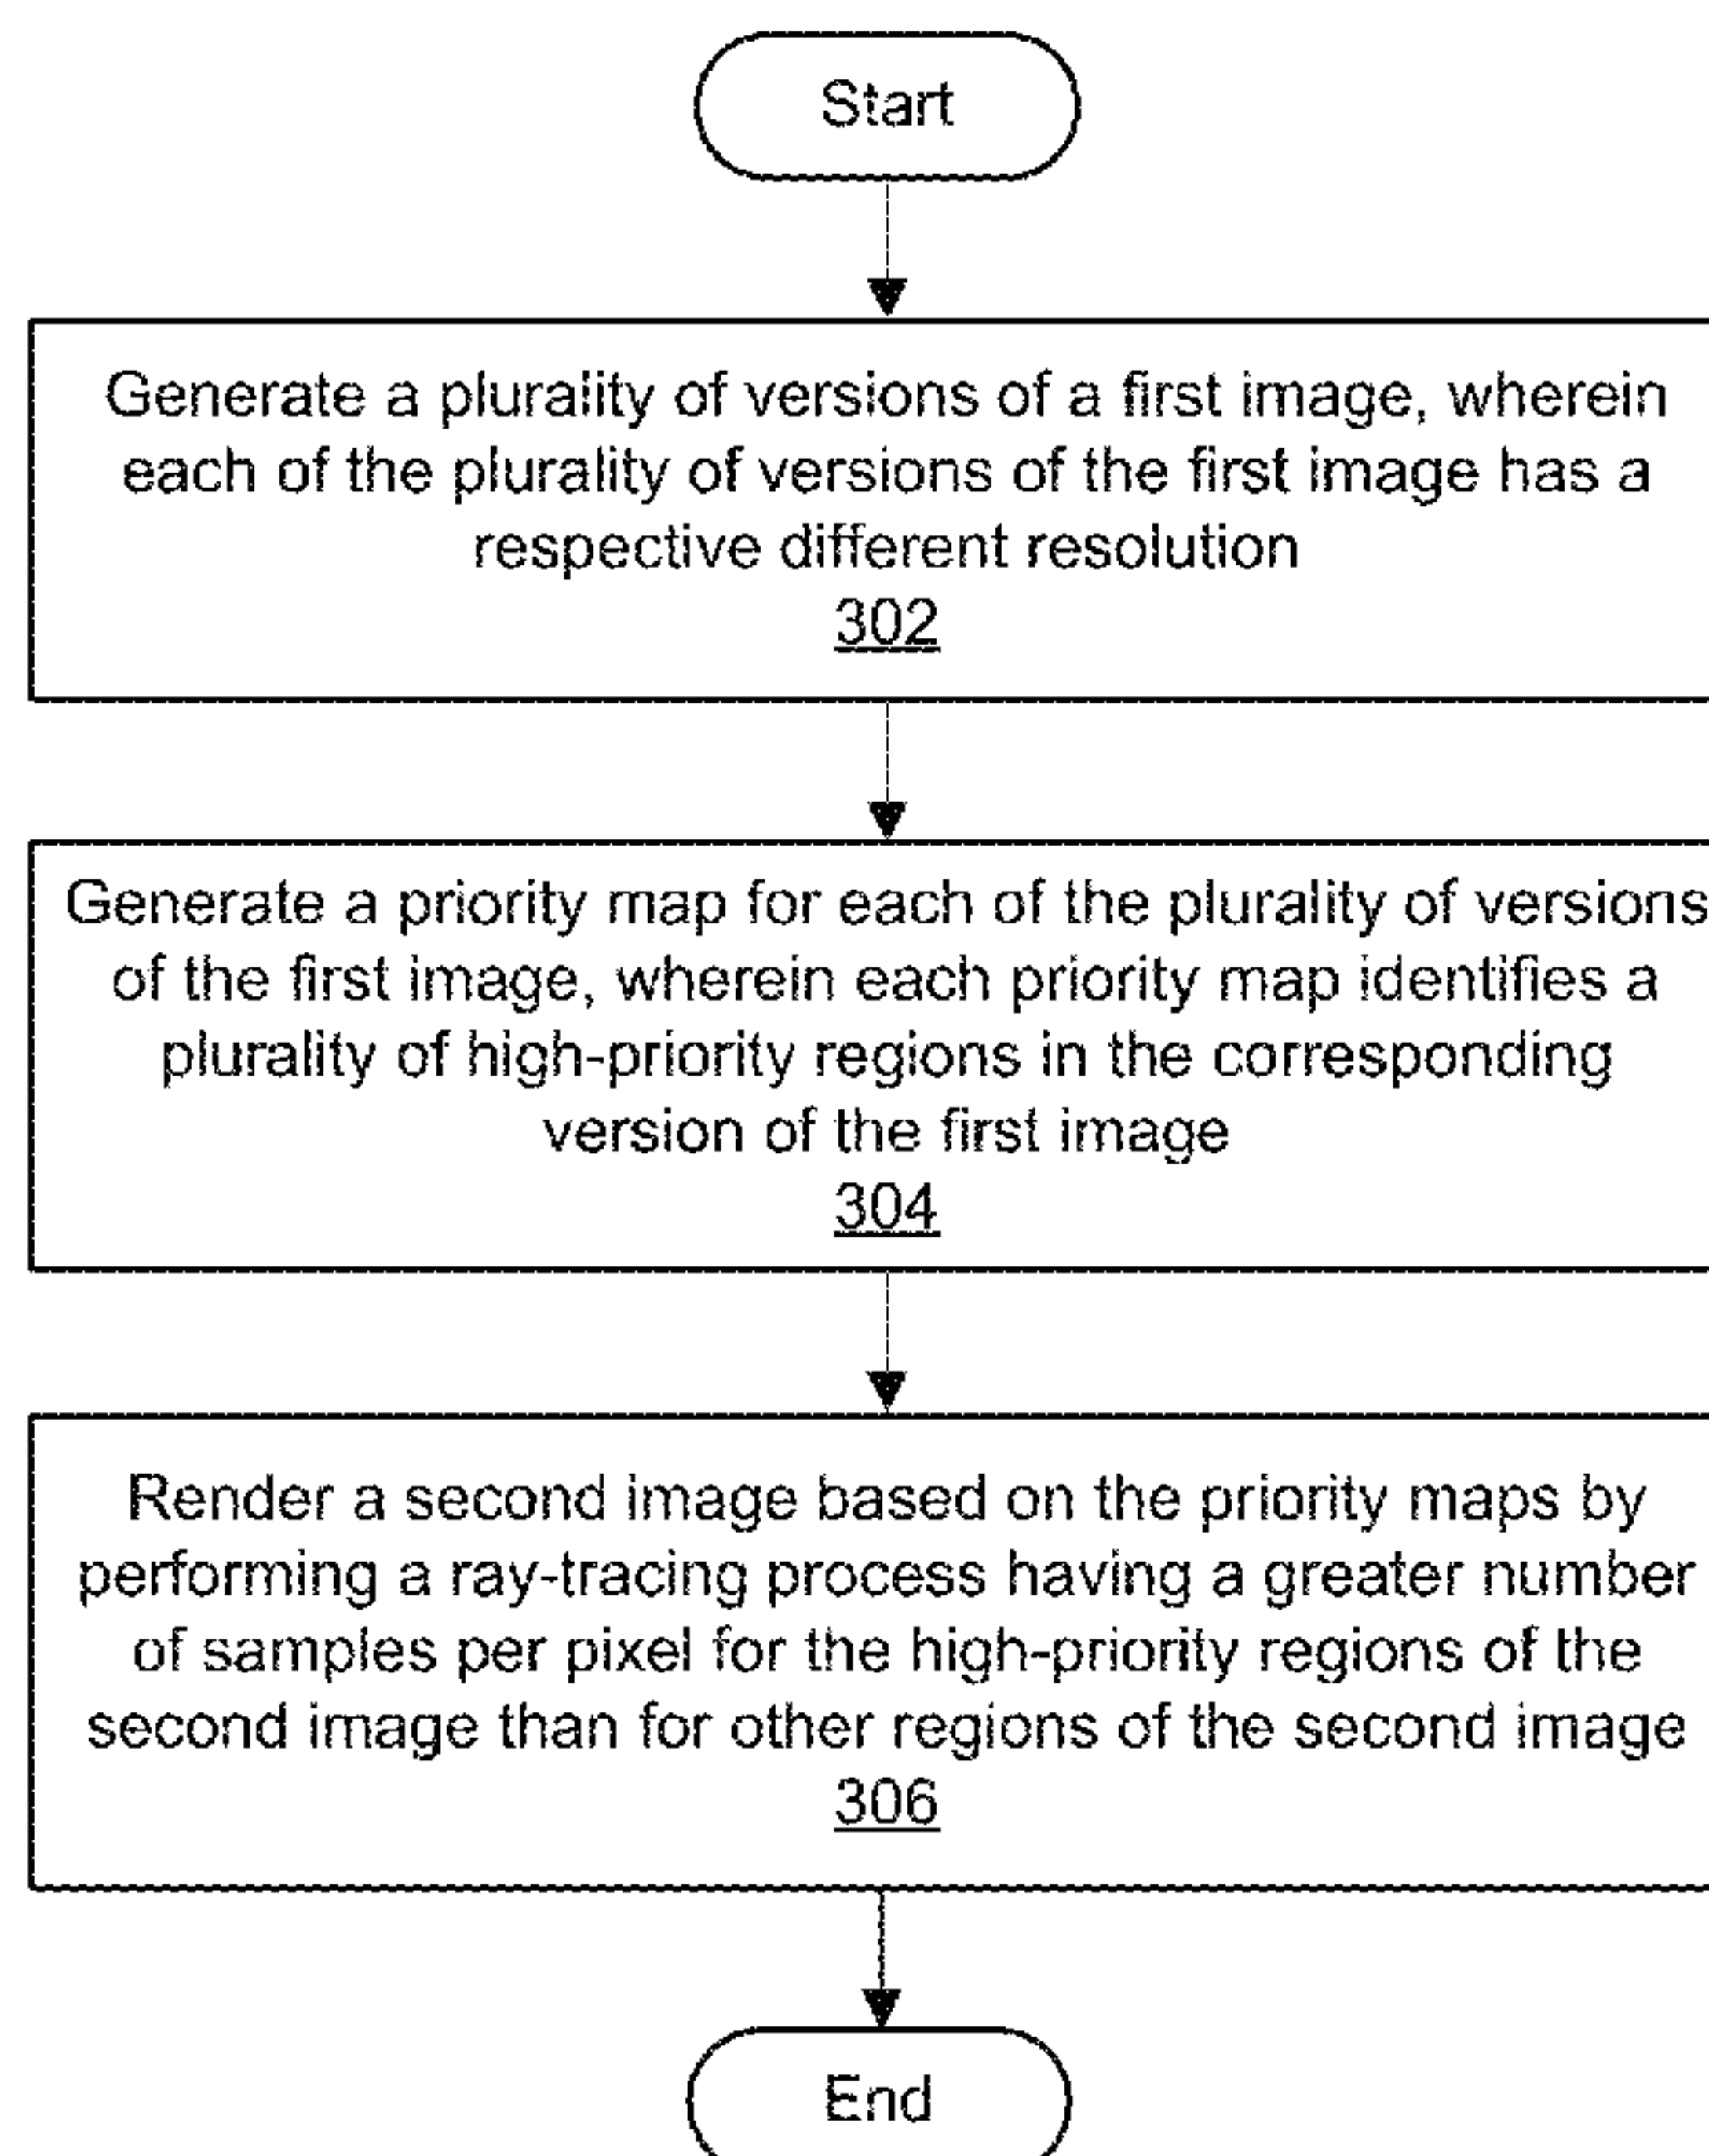 Start
Generate a plurality of versions of a first image, wherein
each of the plurality of versions of the first image has a
respective different resolution
302
Generate a priority map for each of the plurality of versions
of the first image, wherein each priority map identifies a
plurality of high-priority regions in the corresponding
version of the first image
304
Render a second image based on the priority maps by
performing a ray-tracing process having a greater number
of samples per pixel for the high-priority regions of the
second image than for other regions of the second image
306
End